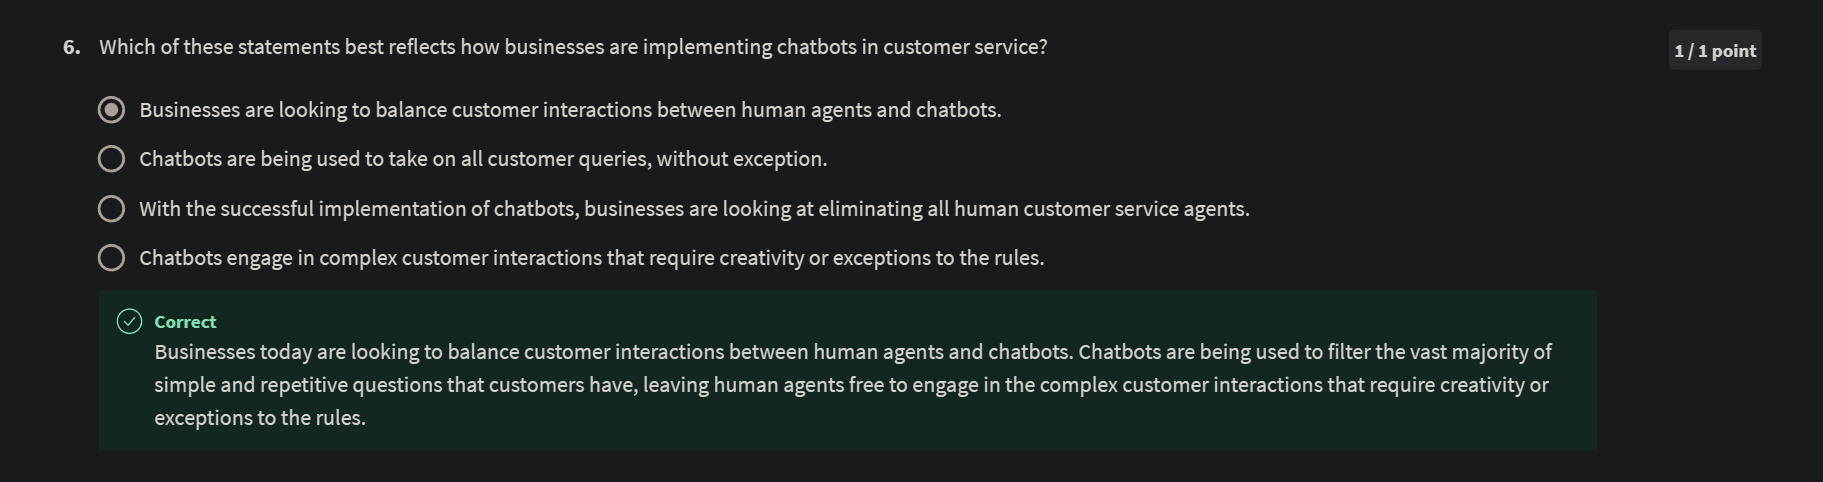 6. Which of these statements best reflects how businesses are implementing chatbots in customer service?
1 / 1 point
Businesses are looking to balance customer interactions between human agents and chatbots.
Chatbots are being used to take on all customer queries, without exception.
With the successful implementation of chatbots, businesses are looking at eliminating all human customer service agents.
Chatbots engage in complex customer interactions that require creativity or exceptions to the rules.
Correct
Businesses today are looking to balance customer interactions between human agents and chatbots. Chatbots are being used to filter the vast majority of
simple and repetitive questions that customers have, leaving human agents free to engage in the complex customer interactions that require creativity or
exceptions to the rules.